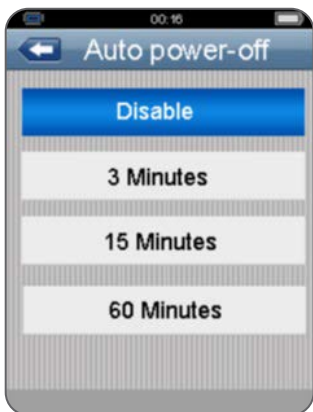 00:16
Auto power-off
Disable
3 Minutes
15 Minutes
60 Minutes